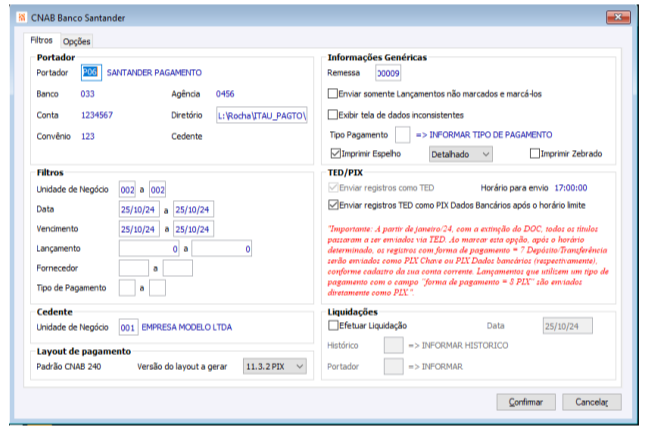 CNAB Banco Santander
Filtros Opções
Portador
Portador P06 SANTANDER PAGAMENTO
Banco 033 Agência 0456
Conta 1234567 Diretório L:\Rocha\ITAU_PAGTO\
Convênio 123 Cedente
Filtros
Unidade de Negócio 002 a 002
Data 25/10/24 a 25/10/24
Vencimento 25/10/24 a 25/10/24
Lançamento 0 a 0
Fornecedor a
Tipo de Pagamento a
Cedente
Unidade de Negócio 001 EMPRESA MODELO LTDA
Layout de pagamento
Padrão CNAB 240 Versão do layout a gerar 11.3.2 PIX
Informações Genéricas
Remessa 00009
Enviar somente Lançamentos não marcados e marcá-los
Exibir tela de dados inconsistentes
Tipo Pagamento => INFORMAR TIPO DE PAGAMENTO
Imprimir Espelho Detalhado Imprimir Zebrado
TED/PIX
Enviar registros como TED Horário para envio 17:00:00
Enviar registros TED como PIX Dados Bancários após o horário limite
"Importante: A partir de janeiro/24, com a extinção do DOC, todos os títulos
passaram a ser enviados via TED. Ao marcar esta opção, após o horário
determinado, os registros com forma de pagamento = 7 Depósito/Transferência
serão enviados como PIX Chave ou PIX Dados bancários (respectivamente),
conforme cadastro da sua conta corrente. Lançamentos que utilizem um tipo de
pagamento com o campo "forma de pagamento = 8 PIX" são enviados
diretamente como PIX."
Liquidações
Efetuar Liquidação Data 25/10/24
Histórico => INFORMAR HISTORICO
Portador => INFORMAR
Confirmar Cancelar